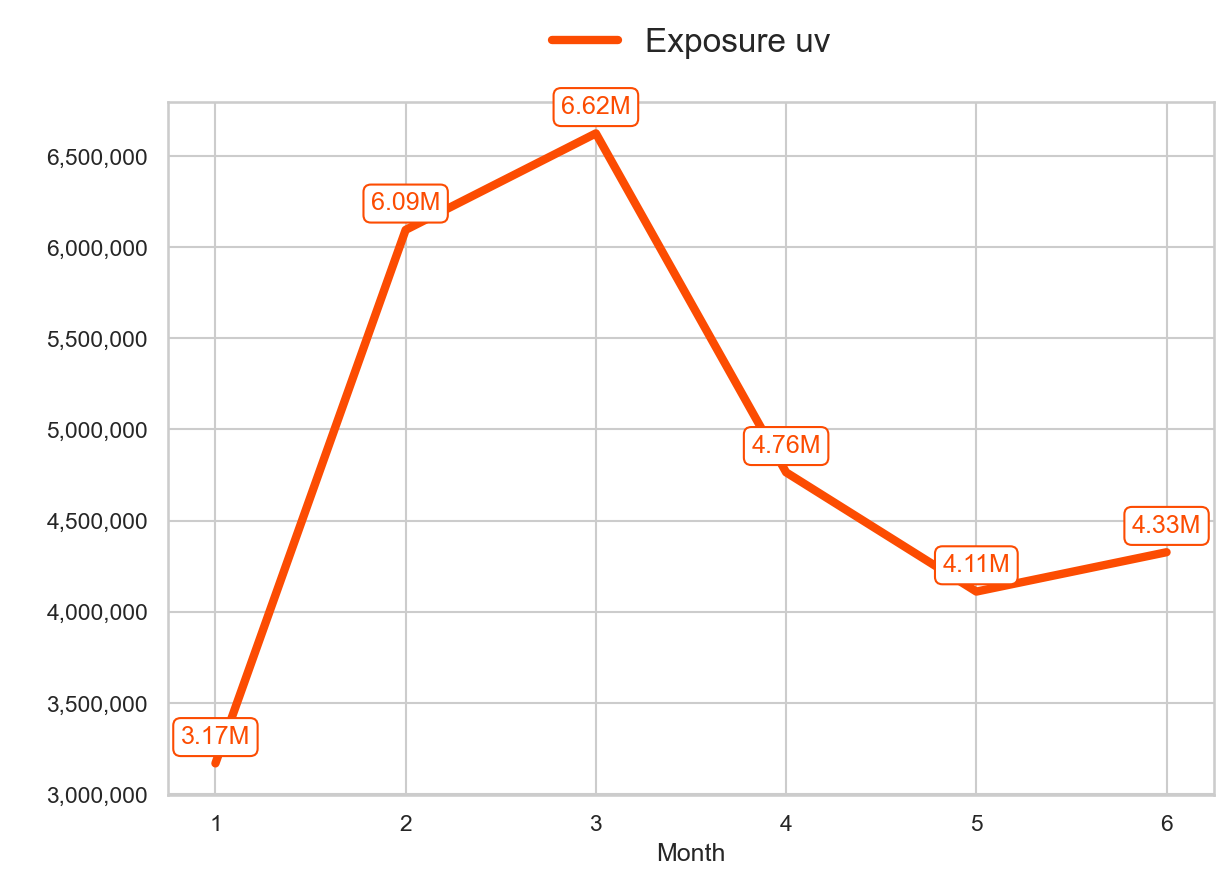 Exposure uv
6.62M
6,500,000
6.09M
6,000,000
5,500,000
5,000,000
4.76M
4,500,000
4.33M
4.11M
4,000,000
3,500,000
3.17M
3,000,000
1 2 3 4 5 6
Month